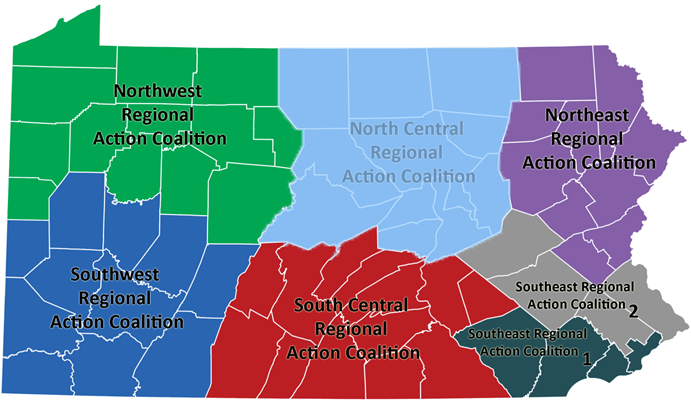 Northwest
Regional
Action Coalition
North Central
Regional
Action Coalition
Northeast
Regional
Action Coalition
Southwest
Regional
Action Coalition
South Central
Regional
Action Coalition
Southeast Regional
Action Coalition 2
Southeast Regional
Action Coalition 1